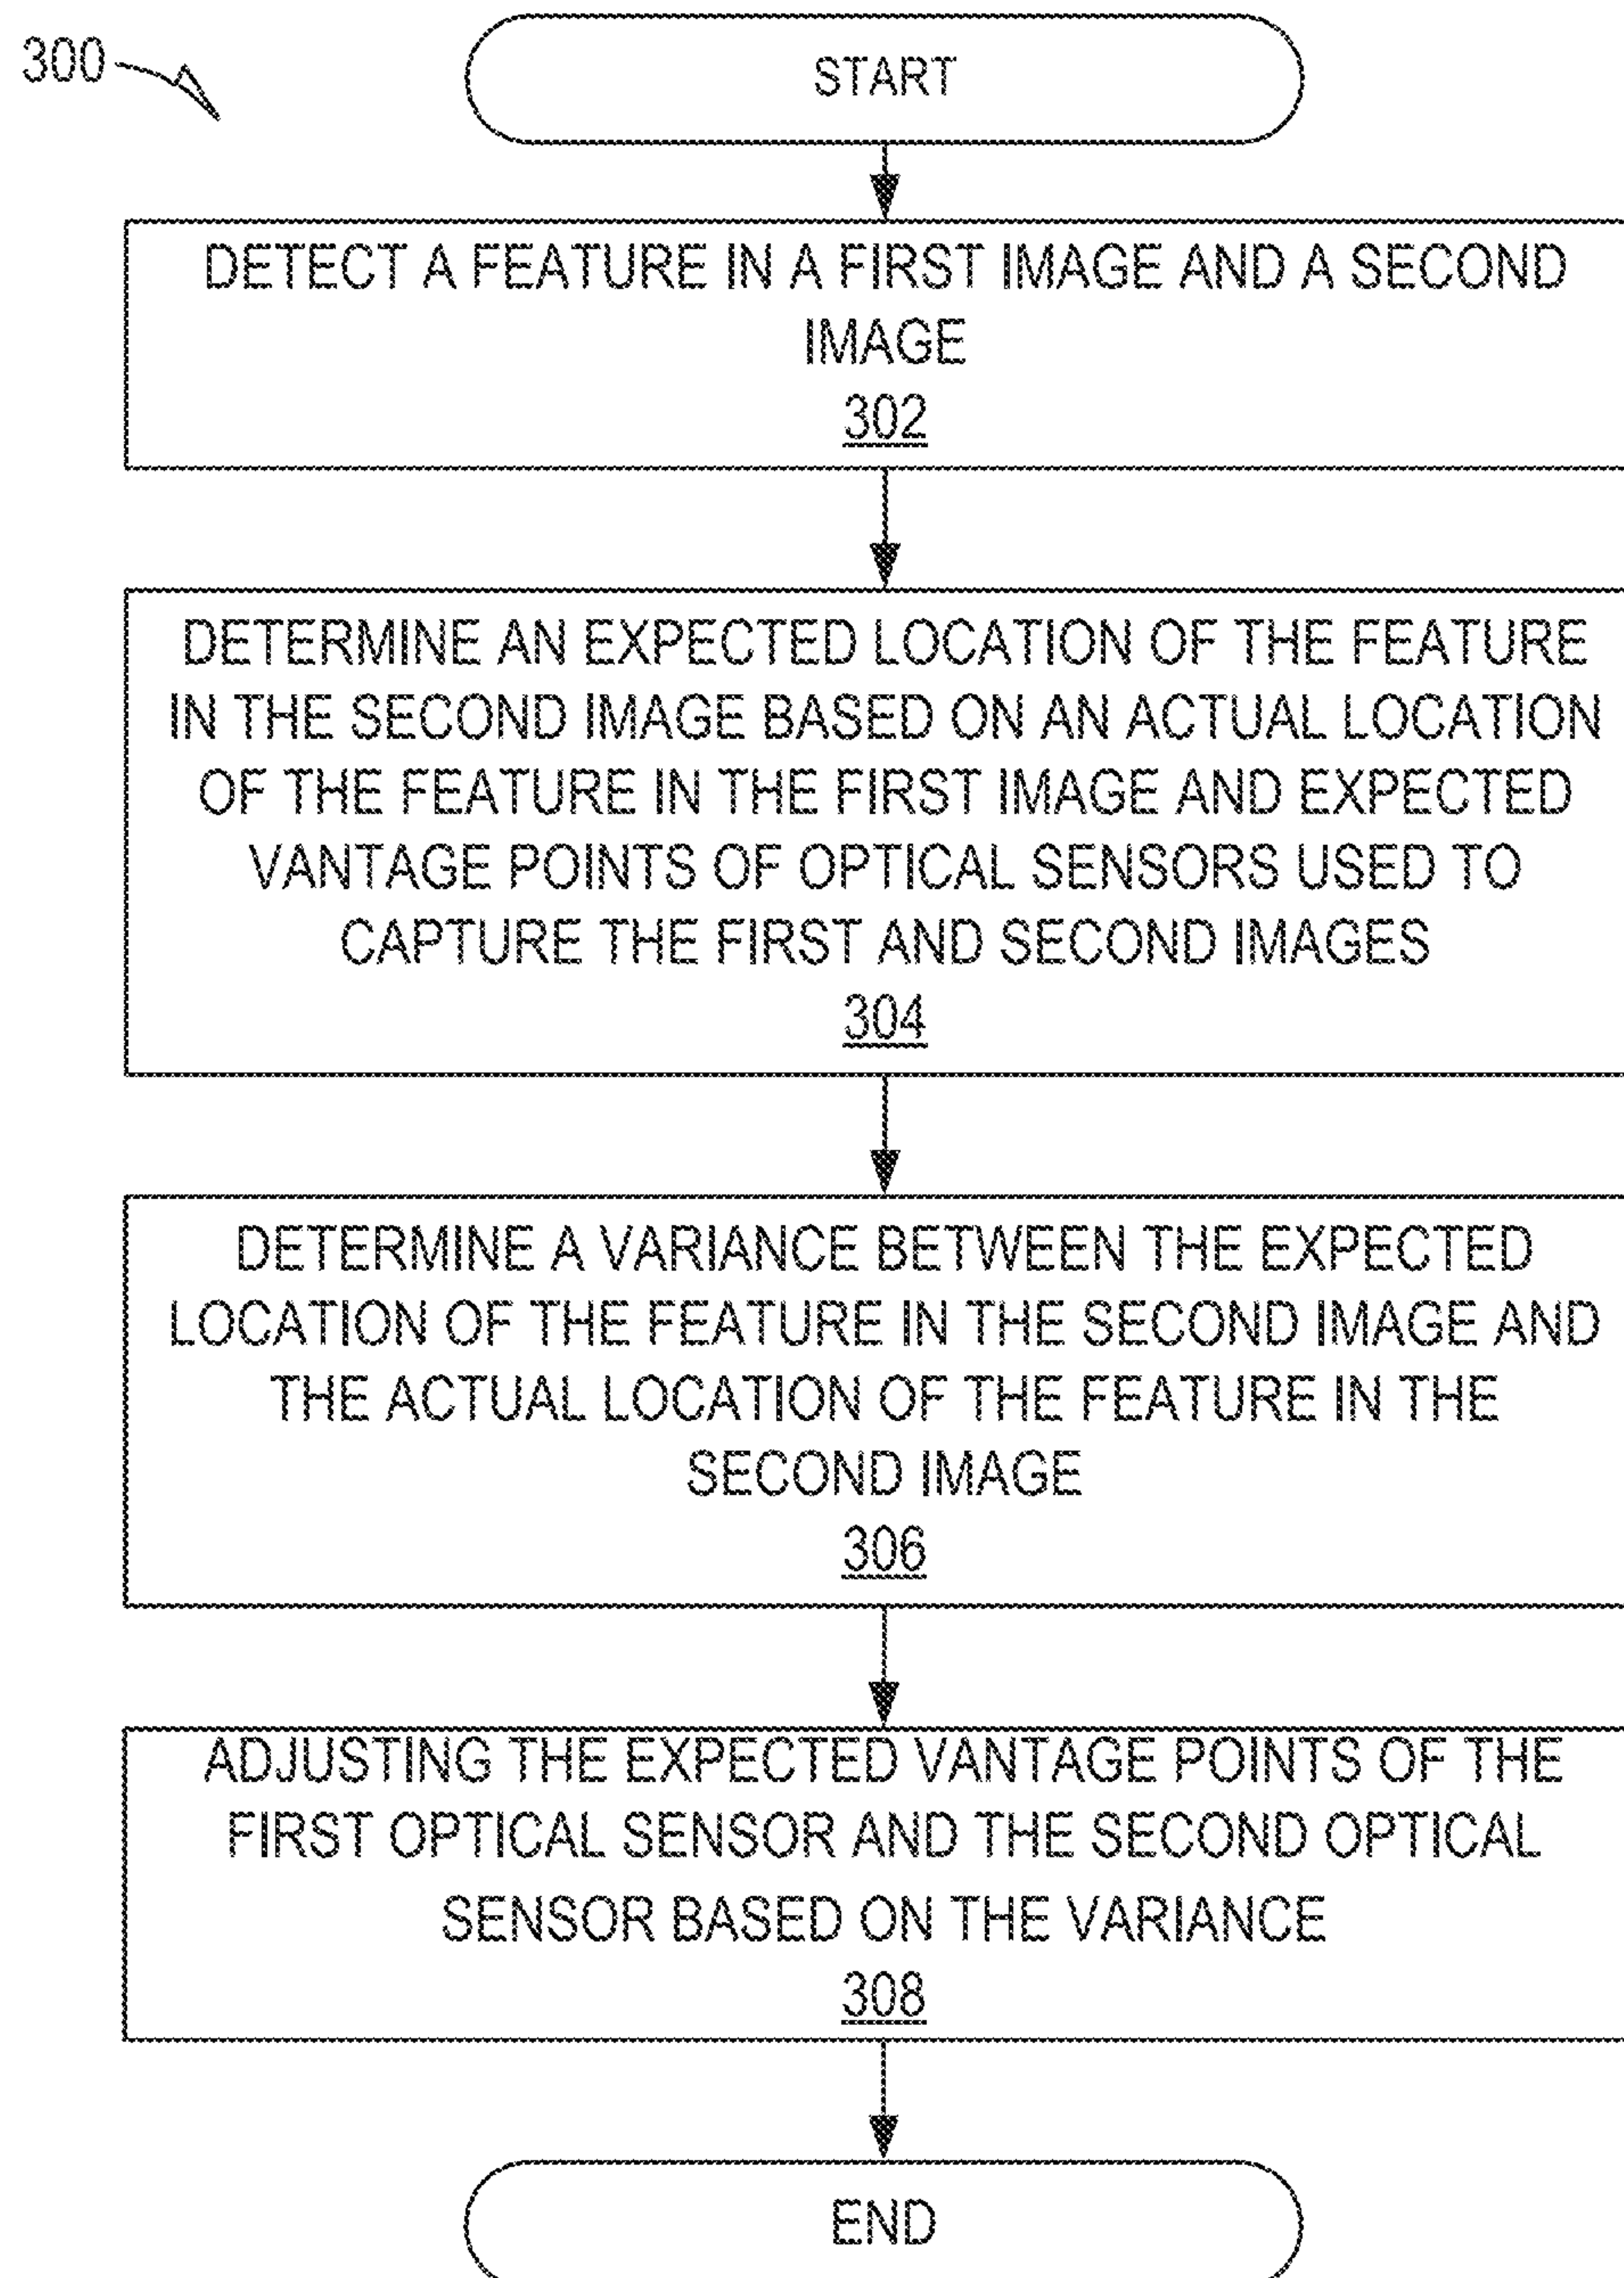 300
START
DETECT A FEATURE IN A FIRST IMAGE AND A SECOND
IMAGE
302
DETERMINE AN EXPECTED LOCATION OF THE FEATURE
IN THE SECOND IMAGE BASED ON AN ACTUAL LOCATION
OF THE FEATURE IN THE FIRST IMAGE AND EXPECTED
VANTAGE POINTS OF OPTICAL SENSORS USED TO
CAPTURE THE FIRST AND SECOND IMAGES
304
DETERMINE A VARIANCE BETWEEN THE EXPECTED
LOCATION OF THE FEATURE IN THE SECOND IMAGE AND
THE ACTUAL LOCATION OF THE FEATURE IN THE
SECOND IMAGE
306
ADJUSTING THE EXPECTED VANTAGE POINTS OF THE
FIRST OPTICAL SENSOR AND THE SECOND OPTICAL
SENSOR BASED ON THE VARIANCE
308
END